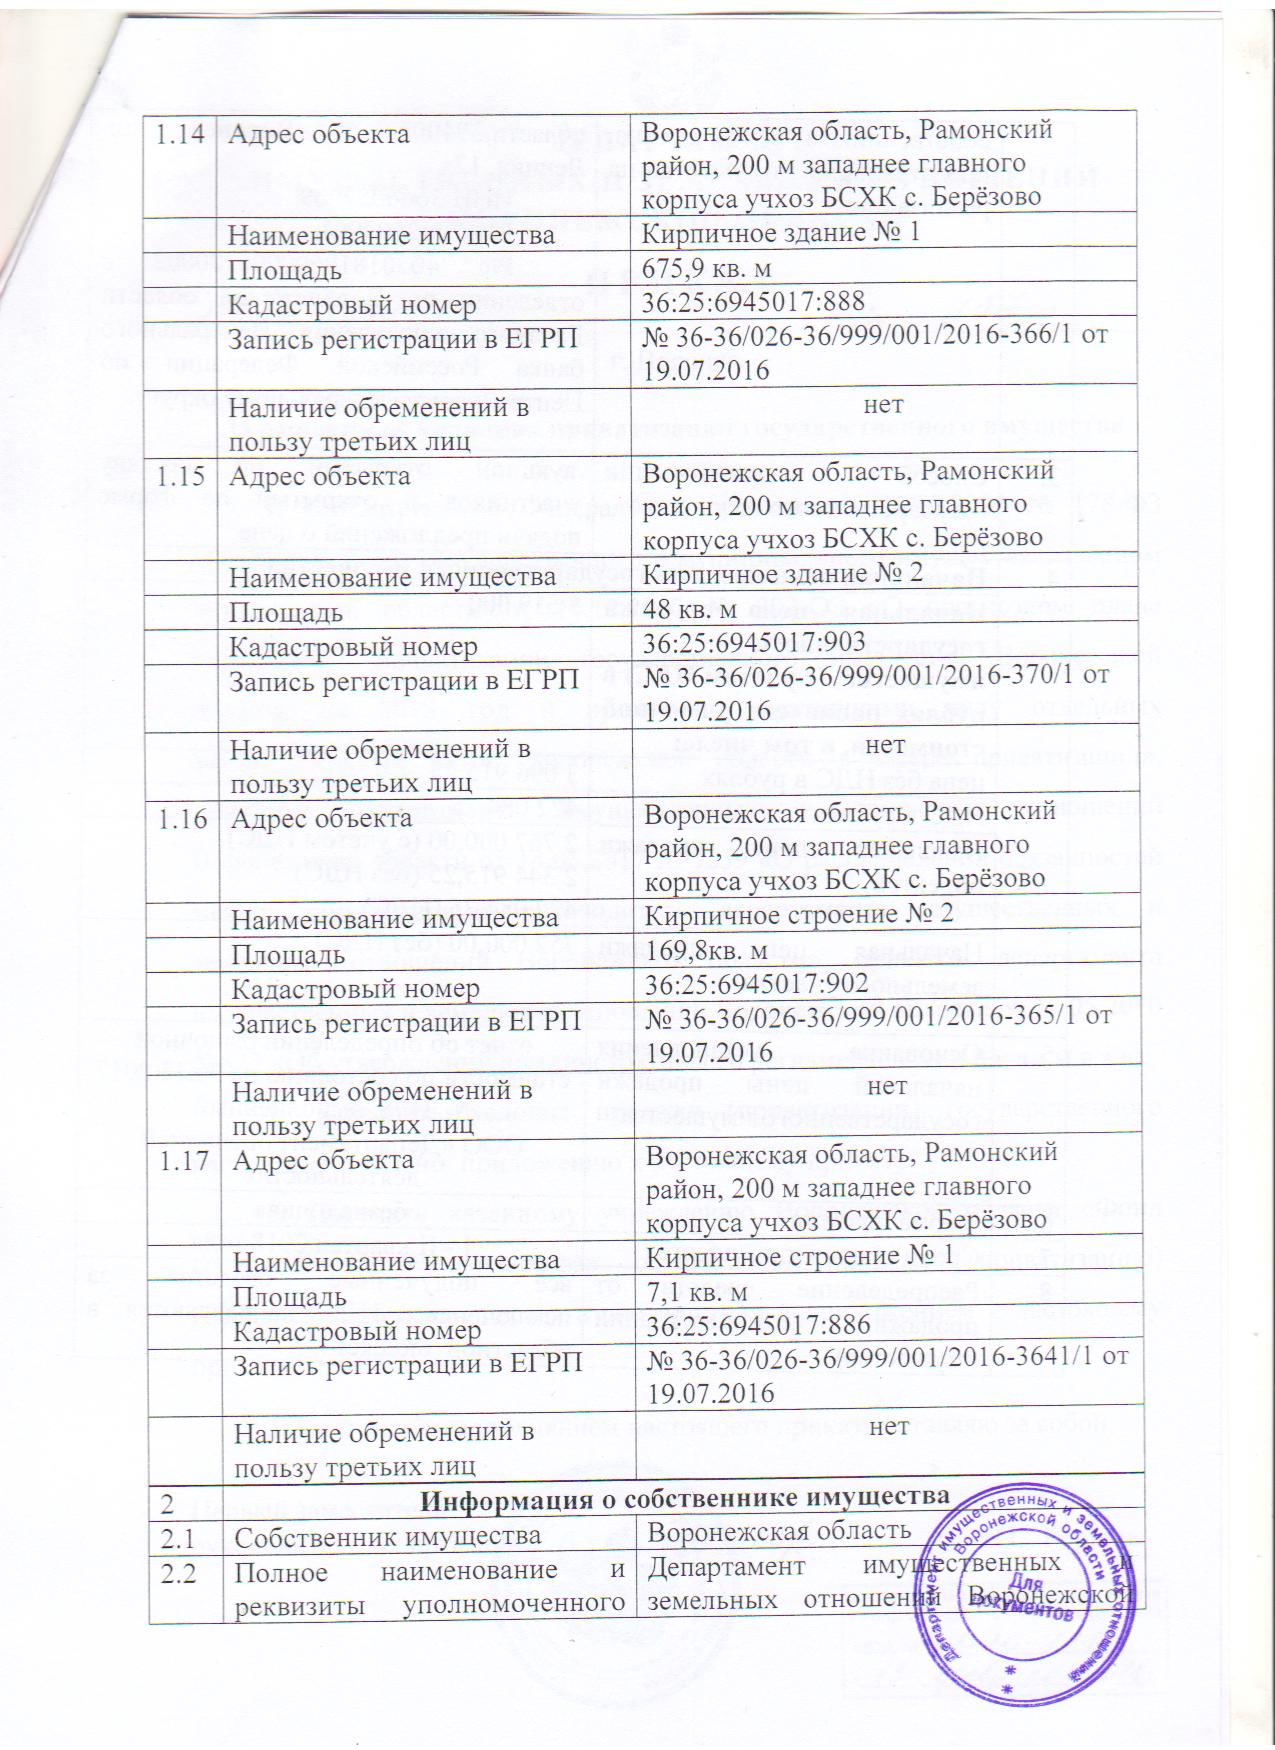 1.14 Адрес объекта Воронежская область, Рамонский
район, 200 м западнее главного
корпуса учхоз БСХК с. Берёзово
Наименование имущества Кирпичное здание № 1
Площадь 675,9 кв. м
Кадастровый номер 36:25:6945017:888
Запись регистрации в ЕГРП № 36-36/026-36/999/001/2016-366/1 от
19.07.2016
Наличие обременений в нет
пользу третьих лиц
1.15 Адрес объекта Воронежская область, Рамонский
район, 200 м западнее главного
корпуса учхоз БСХК с. Берёзово
Наименование имущества Кирпичное здание № 2
Площадь 48 кв. м
Кадастровый номер 36:25:6945017:903
Запись регистрации в ЕГРП № 36-36/026-36/999/001/2016-370/1 от
19.07.2016
Наличие обременений в нет
пользу третьих лиц
1.16 Адрес объекта Воронежская область, Рамонский
район, 200 м западнее главного
корпуса учхоз БСХК с. Берёзово
Наименование имущества Кирпичное строение № 2
Площадь 169,8кв. м
Кадастровый номер 36:25:6945017:902
Запись регистрации в ЕГРП № 36-36/026-36/999/001/2016-365/1 от
19.07.2016
Наличие обременений в нет
пользу третьих лиц
1.17 Адрес объекта Воронежская область, Рамонский
район, 200 м западнее главного
корпуса учхоз БСХК с. Берёзово
Наименование имущества Кирпичное строение № 1
Площадь 7,1 кв. м
Кадастровый номер 36:25:6945017:886
Запись регистрации в ЕГРП № 36-36/026-36/999/001/2016-3641/1 от
19.07.2016
Наличие обременений в нет
пользу третьих лиц
2 Информация о собственнике имущества
2.1 Собственник имущества Воронежская область
2.2 Полное наименование и Департамент имущественных и
реквизиты уполномоченного земельных отношений Воронежской
Департамент имущественных и земельных отношений
Воронежской области
Для
документов